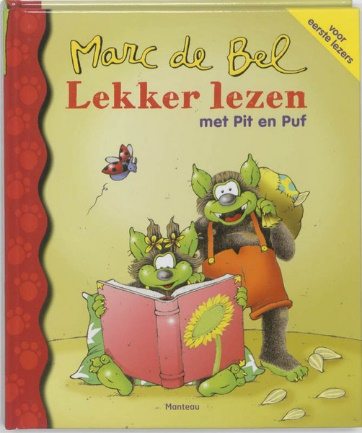 voor
eerste lezers
Marc de Bel
Lekker lezen
met Pit en Puf
Manteau